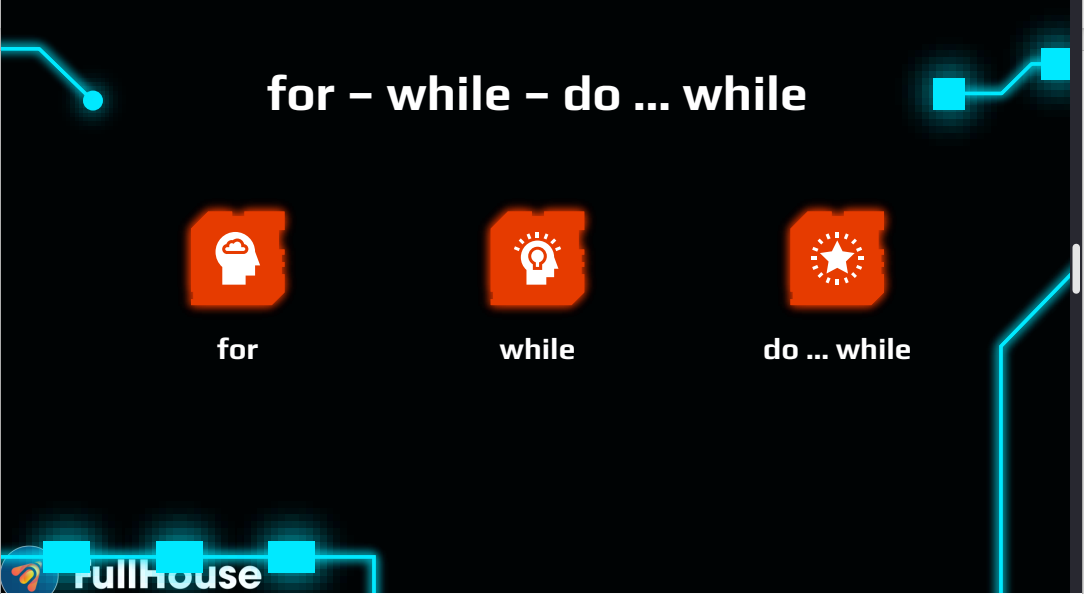 for – while – do ... while
for
while
do ... while
FullHouse